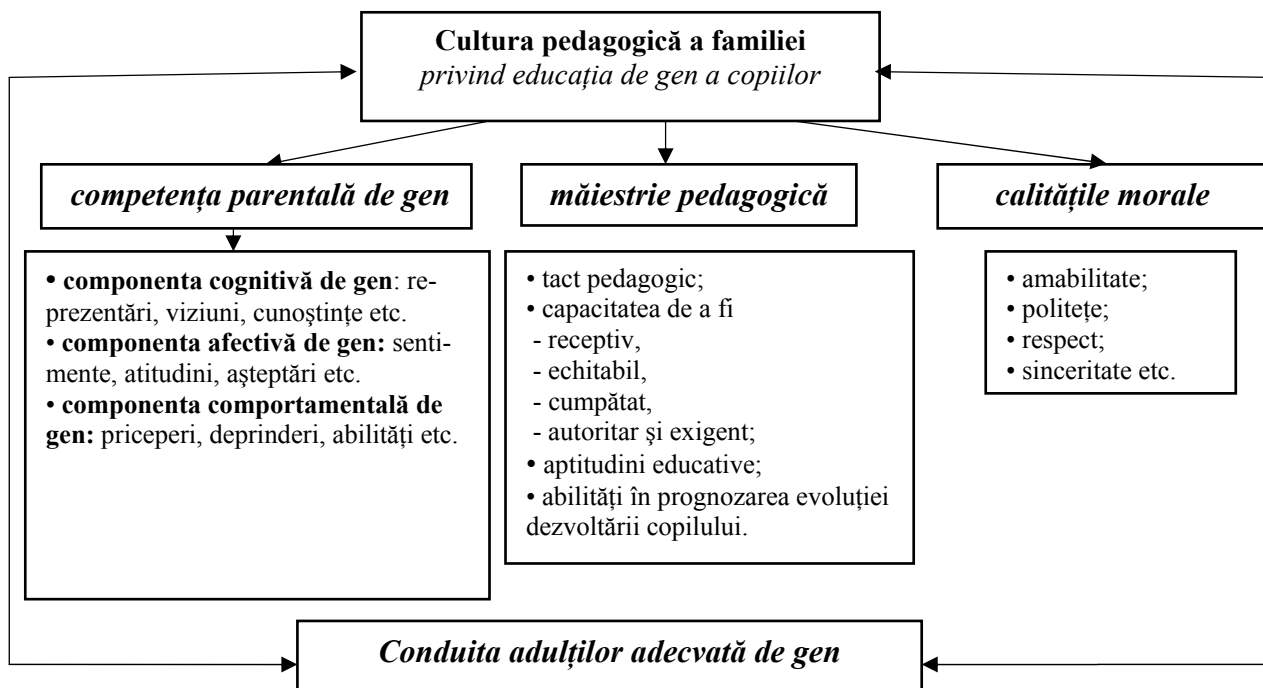 Cultura pedagogică a familiei
privind educația de gen a copiilor
competența parentală de gen
măiestrie pedagogică
calitățile morale
• componenta cognitivă de gen: re-
prezentări, viziuni, cunoştințe etc.
• componenta afectivă de gen: senti-
mente, atitudini, aşteptări etc.
• componenta comportamentală de
gen: priceperi, deprinderi, abilități etc.
• tact pedagogic;
• capacitatea de a fi
- receptiv,
- echitabil,
- cumpătat,
- autoritar şi exigent;
• aptitudini educative;
• abilități în prognozarea evoluției
dezvoltării copilului.
• amabilitate;
• politețe;
• respect;
• sinceritate etc.
Conduita adulților adecvată de gen